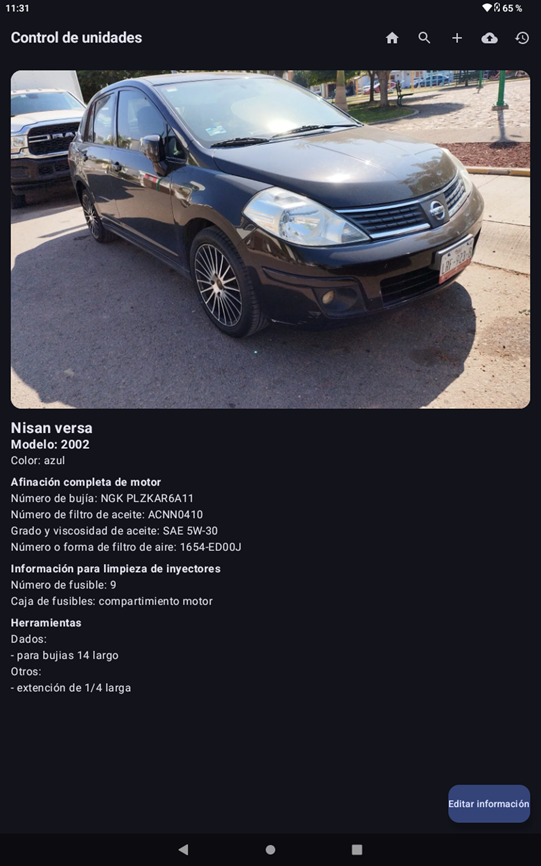 11:31
65 %
Control de unidades
Nisan versa
Modelo: 2002
Color: azul
Afinación completa de motor
Número de bujía: NGK PLZKAR6A11
Número de filtro de aceite: ACNN0410
Grado y viscosidad de aceite: SAE 5W-30
Número o forma de filtro de aire: 1654-ED00J
Información para limpieza de inyectores
Número de fusible: 9
Caja de fusibles: compartimiento motor
Herramientas
Dados:
- para bujias 14 largo
Otros:
- extención de 1/4 larga
Editar información